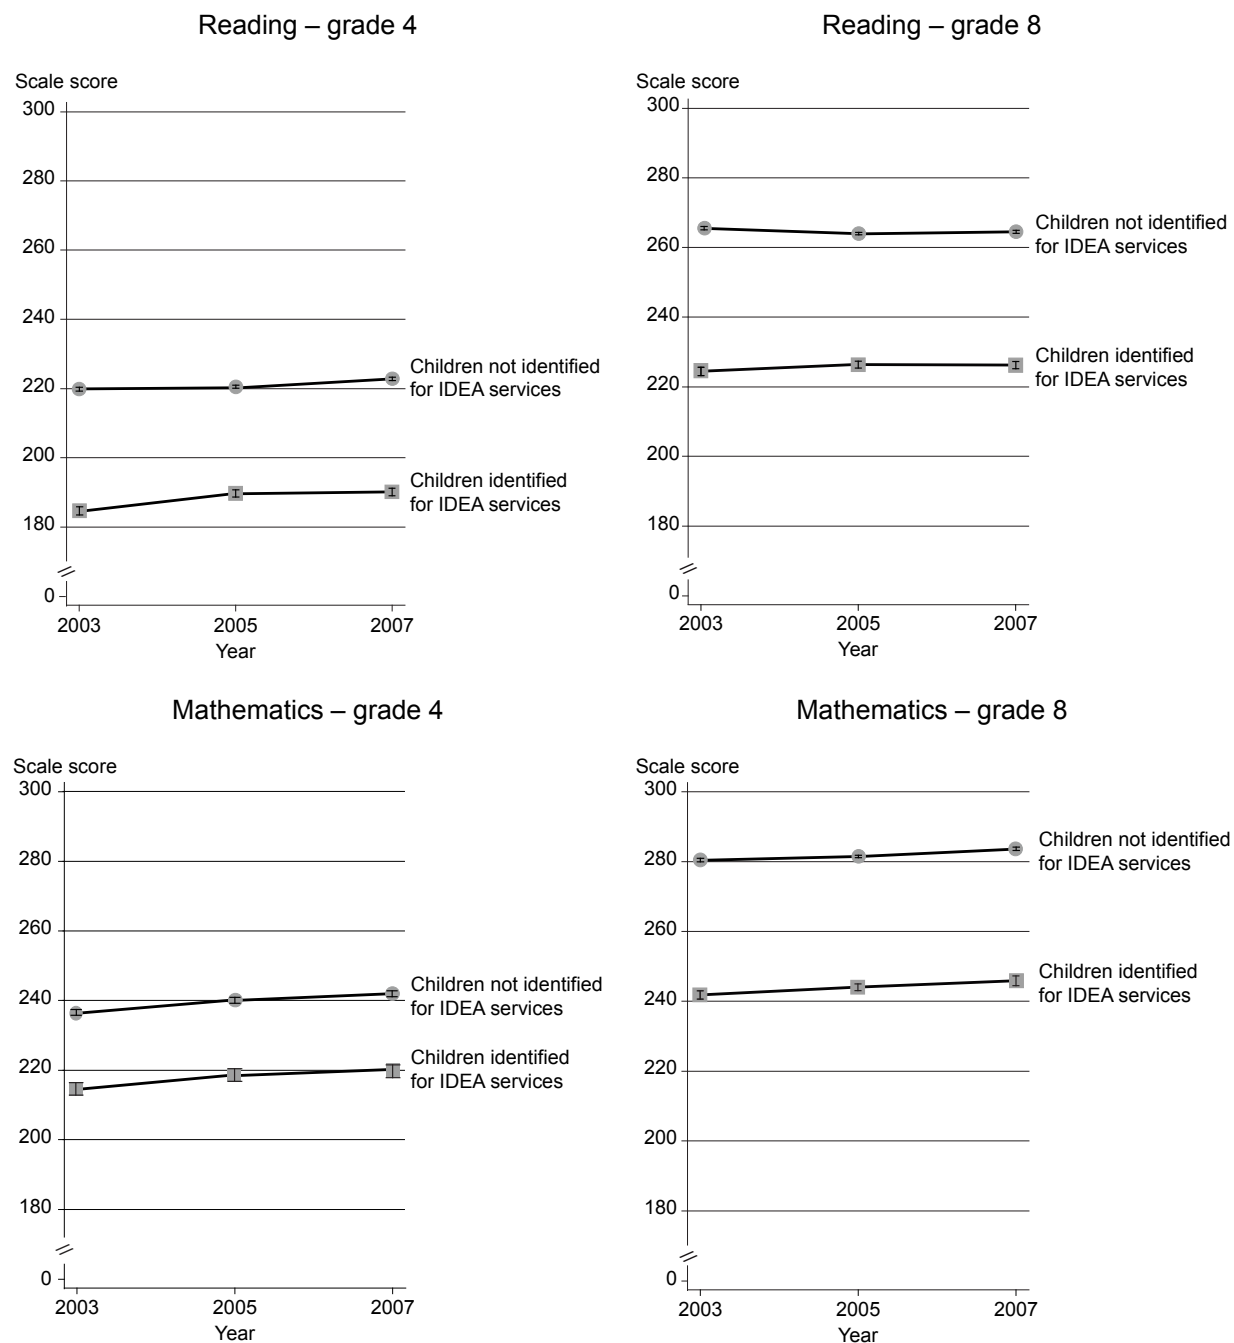 Reading – grade 4
Scale score
300
280
260
240
220
200
180
0
Children not identified
for IDEA services
Children identified
for IDEA services
2003 2005 2007
Year
Reading – grade 8
Scale score
300
280
260
240
220
200
180
0
Children not identified
for IDEA services
Children identified
for IDEA services
2003 2005 2007
Year
Mathematics – grade 4
Scale score
300
280
260
240
220
200
180
0
Children not identified
for IDEA services
Children identified
for IDEA services
2003 2005 2007
Year
Mathematics – grade 8
Scale score
300
280
260
240
220
200
180
0
Children not identified
for IDEA services
Children identified
for IDEA services
2003 2005 2007
Year